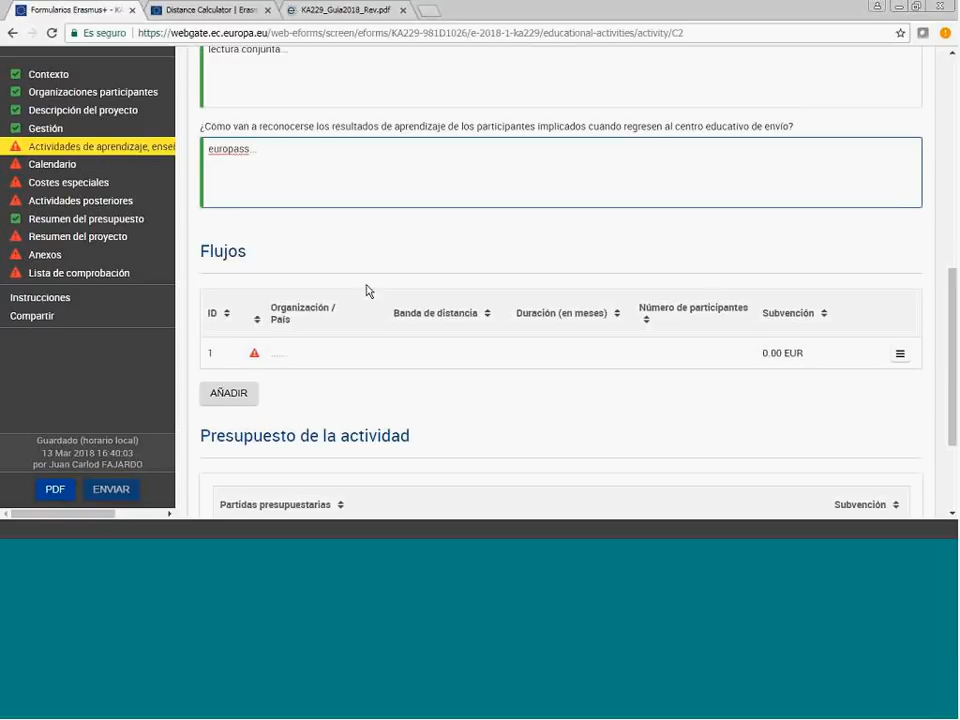 Formularios Erasmus+ - KA
Distance Calculator | Erasm
KA229_Guia2018_Rev.pdf
Es seguro
https://webgate.ec.europa.eu/web-eforms/screen/eforms/KA229-981D1026/e-2018-1-ka229/educational-activities/activity/C2
lectura conjunta...
Contexto
Organizaciones participantes
Descripción del proyecto
Gestión
Actividades de aprendizaje, enseñ
Calendario
Costes especiales
Actividades posteriores
Resumen del presupuesto
Resumen del proyecto
Anexos
Lista de comprobación
Instrucciones
Compartir
Guardado (horario local)
13 Mar 2018 16:40:03
por Juan Carlod FAJARDO
PDF
ENVIAR
¿Cómo van a reconocerse los resultados de aprendizaje de los participantes implicados cuando regresen al centro educativo de envío?
europass...
Flujos
ID
Organización / País
Banda de distancia
Duración (en meses)
Número de participantes
Subvención
1
.......
0.00 EUR
AÑADIR
Presupuesto de la actividad
Partidas presupuestarias
Subvención